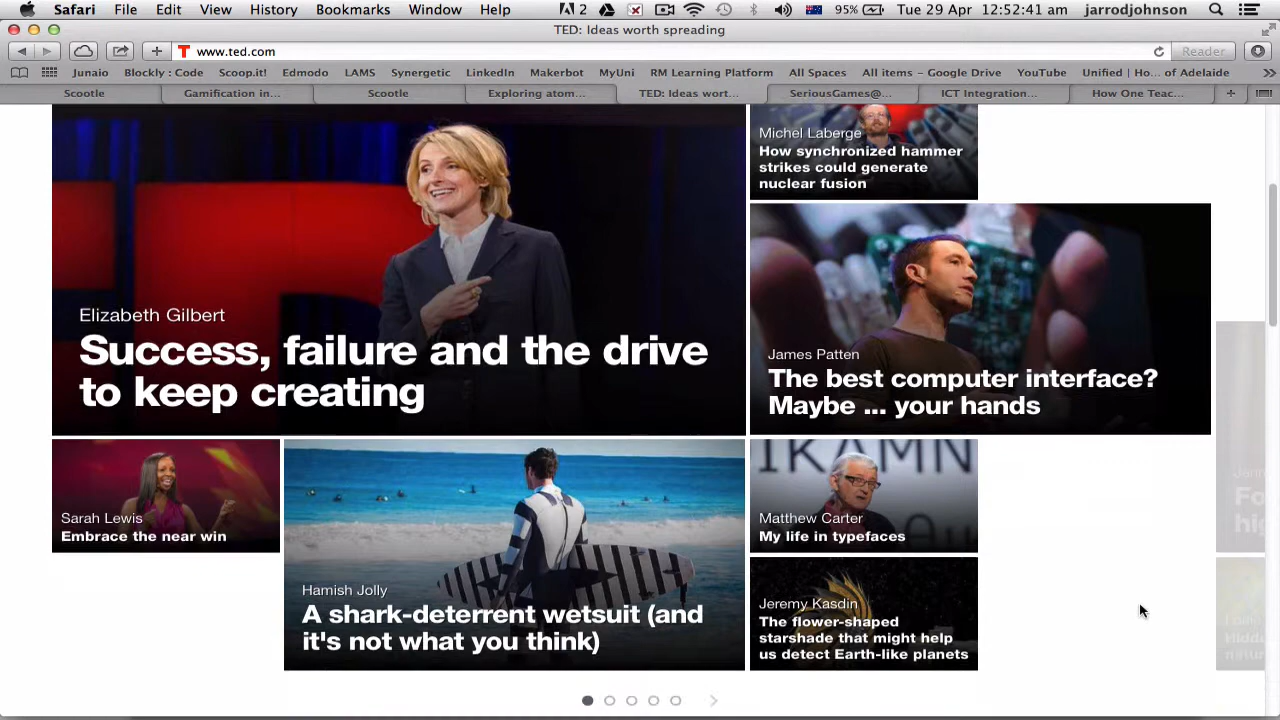 Safari File Edit View History Bookmarks Window Help 2 95% Tue 29 Apr 12:52:41 am jarrodjohnson
TED: Ideas worth spreading
www.ted.com Reader
Junaio Blockly : Code Scoop.it! Edmodo LAMS Synergetic LinkedIn Makerbot MyUni RM Learning Platform All Spaces All items – Google Drive YouTube Unified | Ho... of Adelaide >>
Scootle Gamification in... Scootle Exploring atom... TED: Ideas wort... SeriousGames@... ICT Integration... How One Teac... +
Michel Laberge
How synchronized hammer
strikes could generate
nuclear fusion
Elizabeth Gilbert
Success, failure and the drive
to keep creating
James Patten
The best computer interface?
Maybe ... your hands
Sarah Lewis
Embrace the near win
Hamish Jolly
A shark-deterrent wetsuit (and
it's not what you think)
IKAMN
Matthew Carter
My life in typefaces
Jeremy Kasdin
The flower-shaped
starshade that might help
us detect Earth-like planets